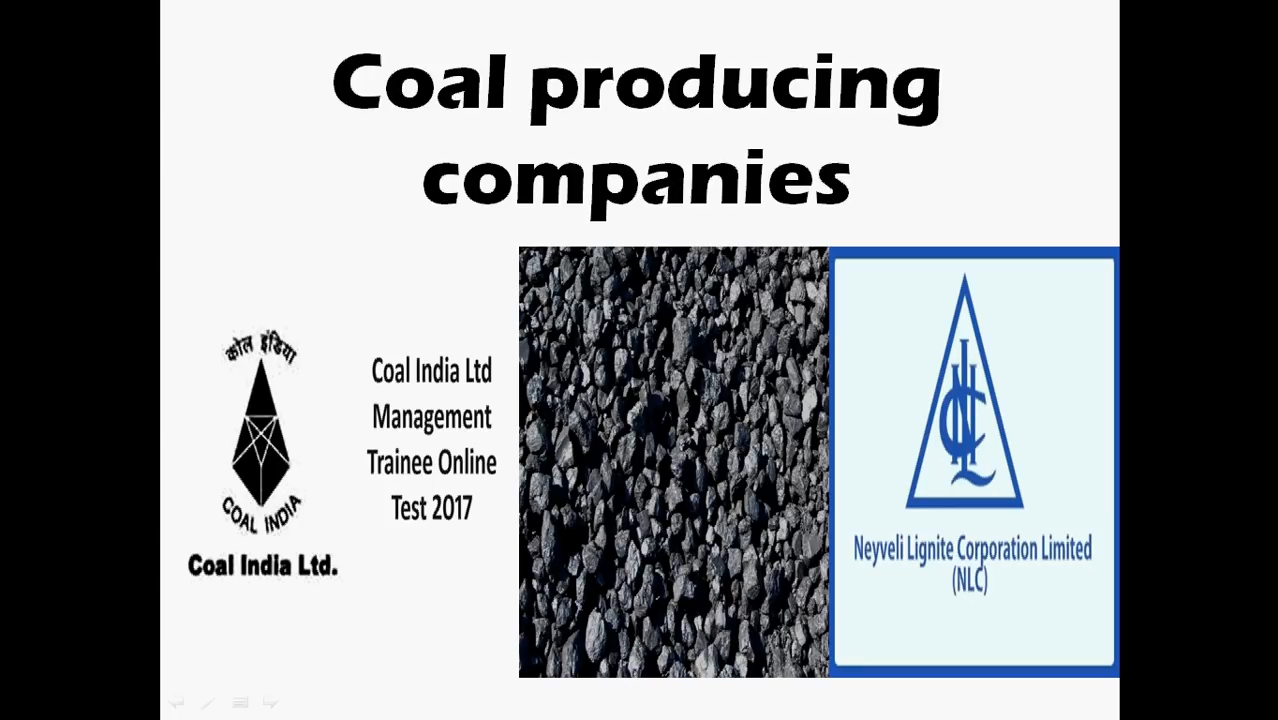 Coal producing
companies
कोल इंडिया
COAL INDIA
Coal India Ltd.
Coal India Ltd
Management
Trainee Online
Test 2017
NLC
Neyveli Lignite Corporation Limited
(NLC)